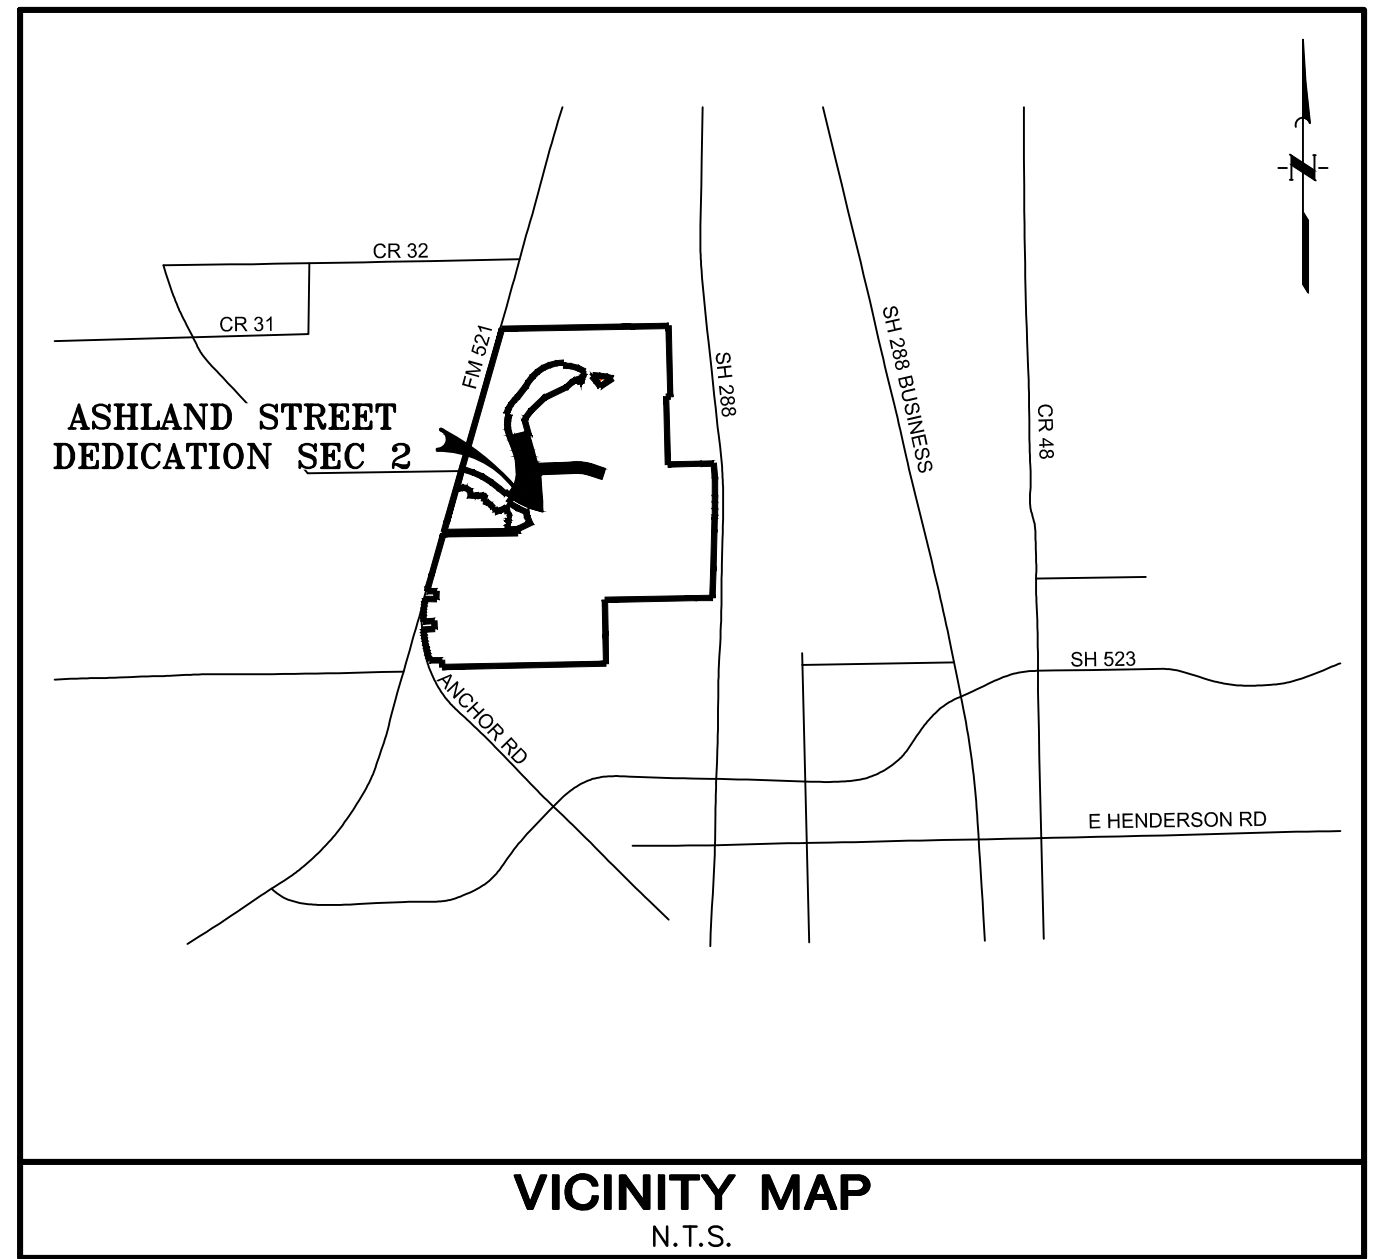 N
CR 32
CR 31
FM 521
SH 288
SH 288 BUSINESS
CR 48
ASHLAND STREET
DEDICATION SEC 2
SH 523
ANCHOR RD
E HENDERSON RD
VICINITY MAP
N.T.S.